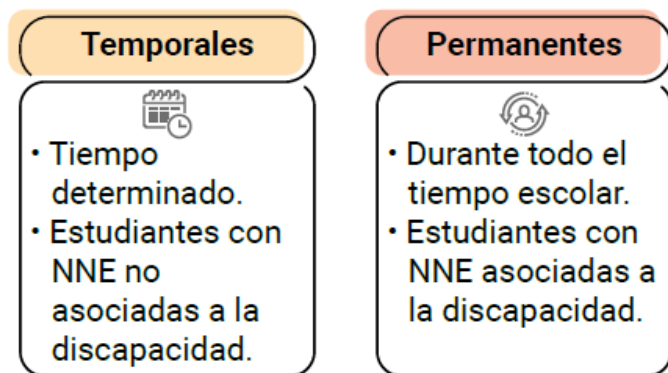 Temporales
• Tiempo
determinado.
• Estudiantes con
NNE no
asociadas a la
discapacidad.
Permanentes
• Durante todo el
tiempo escolar.
• Estudiantes con
NNE asociadas a
la discapacidad.